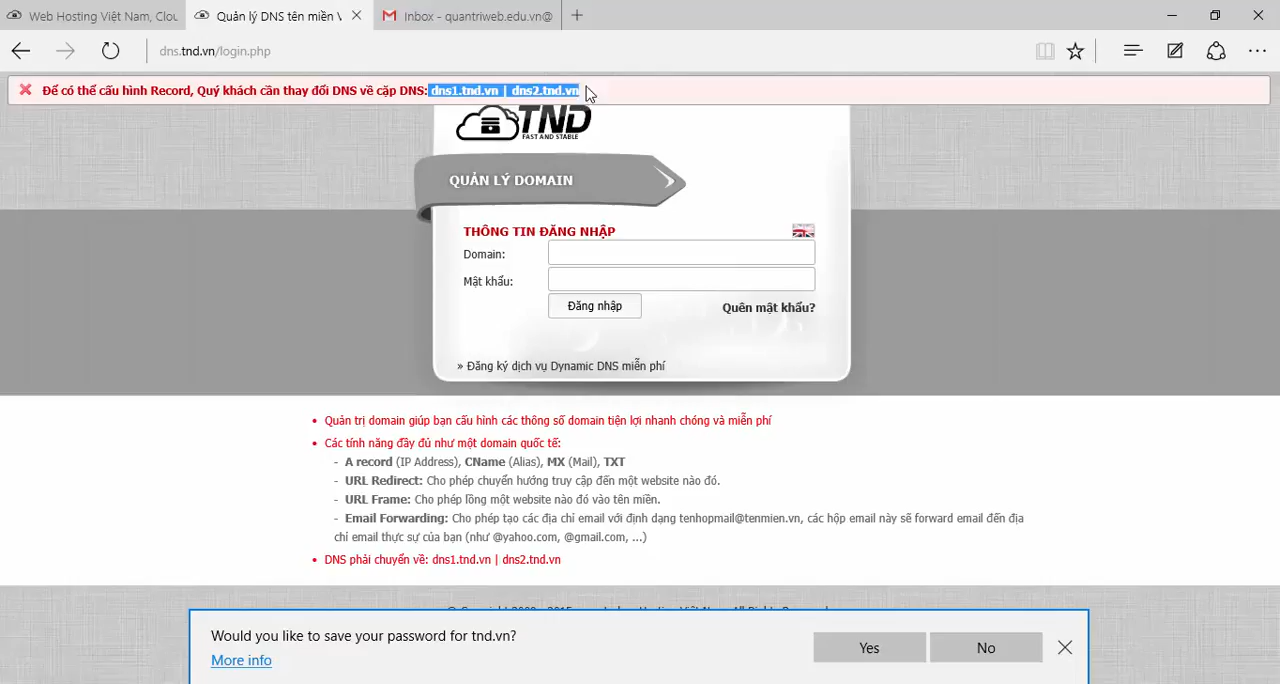 Web Hosting Việt Nam, Clou
Quản lý DNS tên miền V
Inbox - quantriweb.edu.vn@
dns.tnd.vn/login.php
Để có thể cấu hình Record, Quý khách cần thay đổi DNS về cặp DNS: dns1.tnd.vn | dns2.tnd.vn
TND
FAST AND STABLE
QUẢN LÝ DOMAIN
THÔNG TIN ĐĂNG NHẬP
Domain:
Mật khẩu:
Đăng nhập
Quên mật khẩu?
» Đăng ký dịch vụ Dynamic DNS miễn phí
• Quản trị domain giúp bạn cấu hình các thông số domain tiện lợi nhanh chóng và miễn phí
• Các tính năng đầy đủ như một domain quốc tế:
- A record (IP Address), CName (Alias), MX (Mail), TXT
- URL Redirect: Cho phép chuyển hướng truy cập đến một website nào đó.
- URL Frame: Cho phép lồng một website nào đó vào tên miền.
- Email Forwarding: Cho phép tạo các địa chỉ email với định dạng tenhopmail@tenmien.vn, các hộp email này sẽ forward email đến địa
chỉ email thực sự của bạn (như @yahoo.com, @gmail.com, ...)
• DNS phải chuyển về: dns1.tnd.vn | dns2.tnd.vn
Would you like to save your password for tnd.vn?
More info
Yes
No